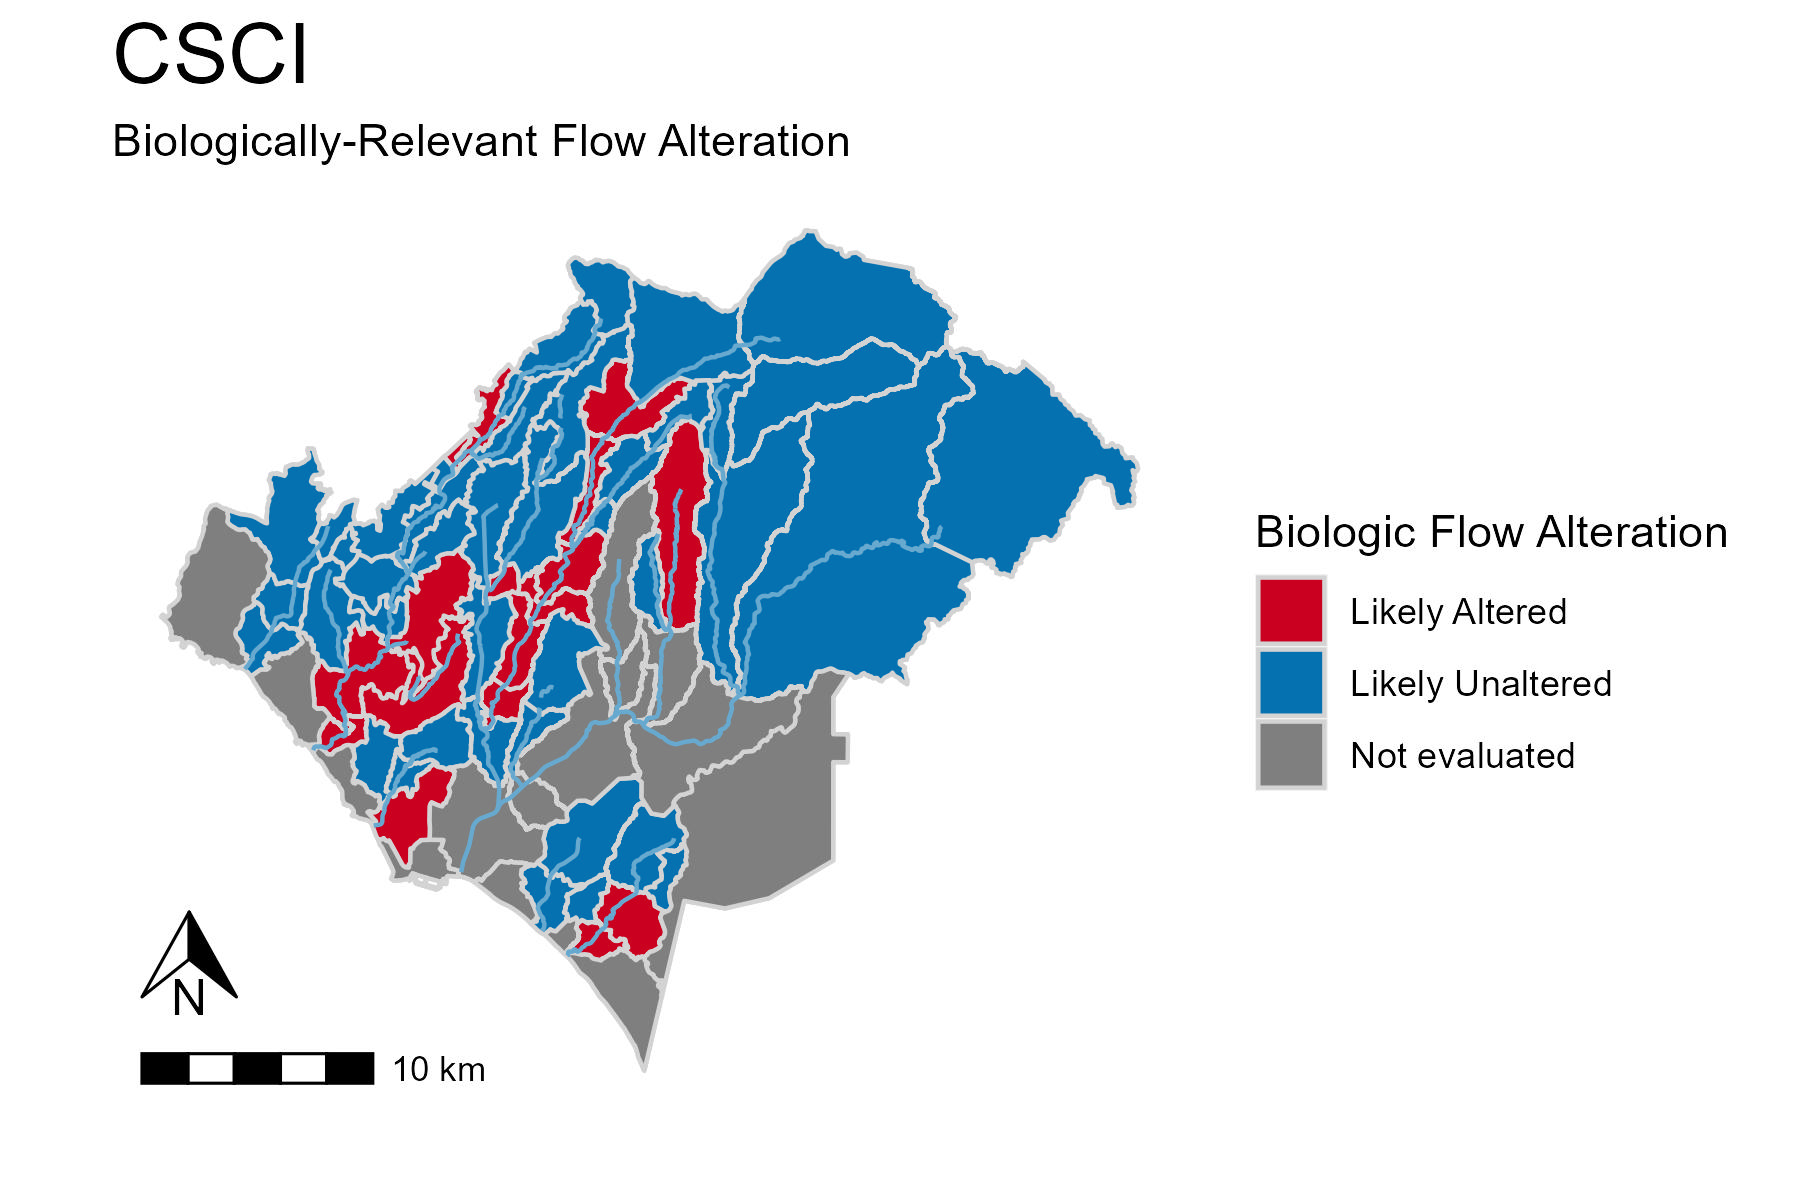 CSCI
Biologically-Relevant Flow Alteration
Biologic Flow Alteration
Likely Altered
Likely Unaltered
Not evaluated
N
10 km